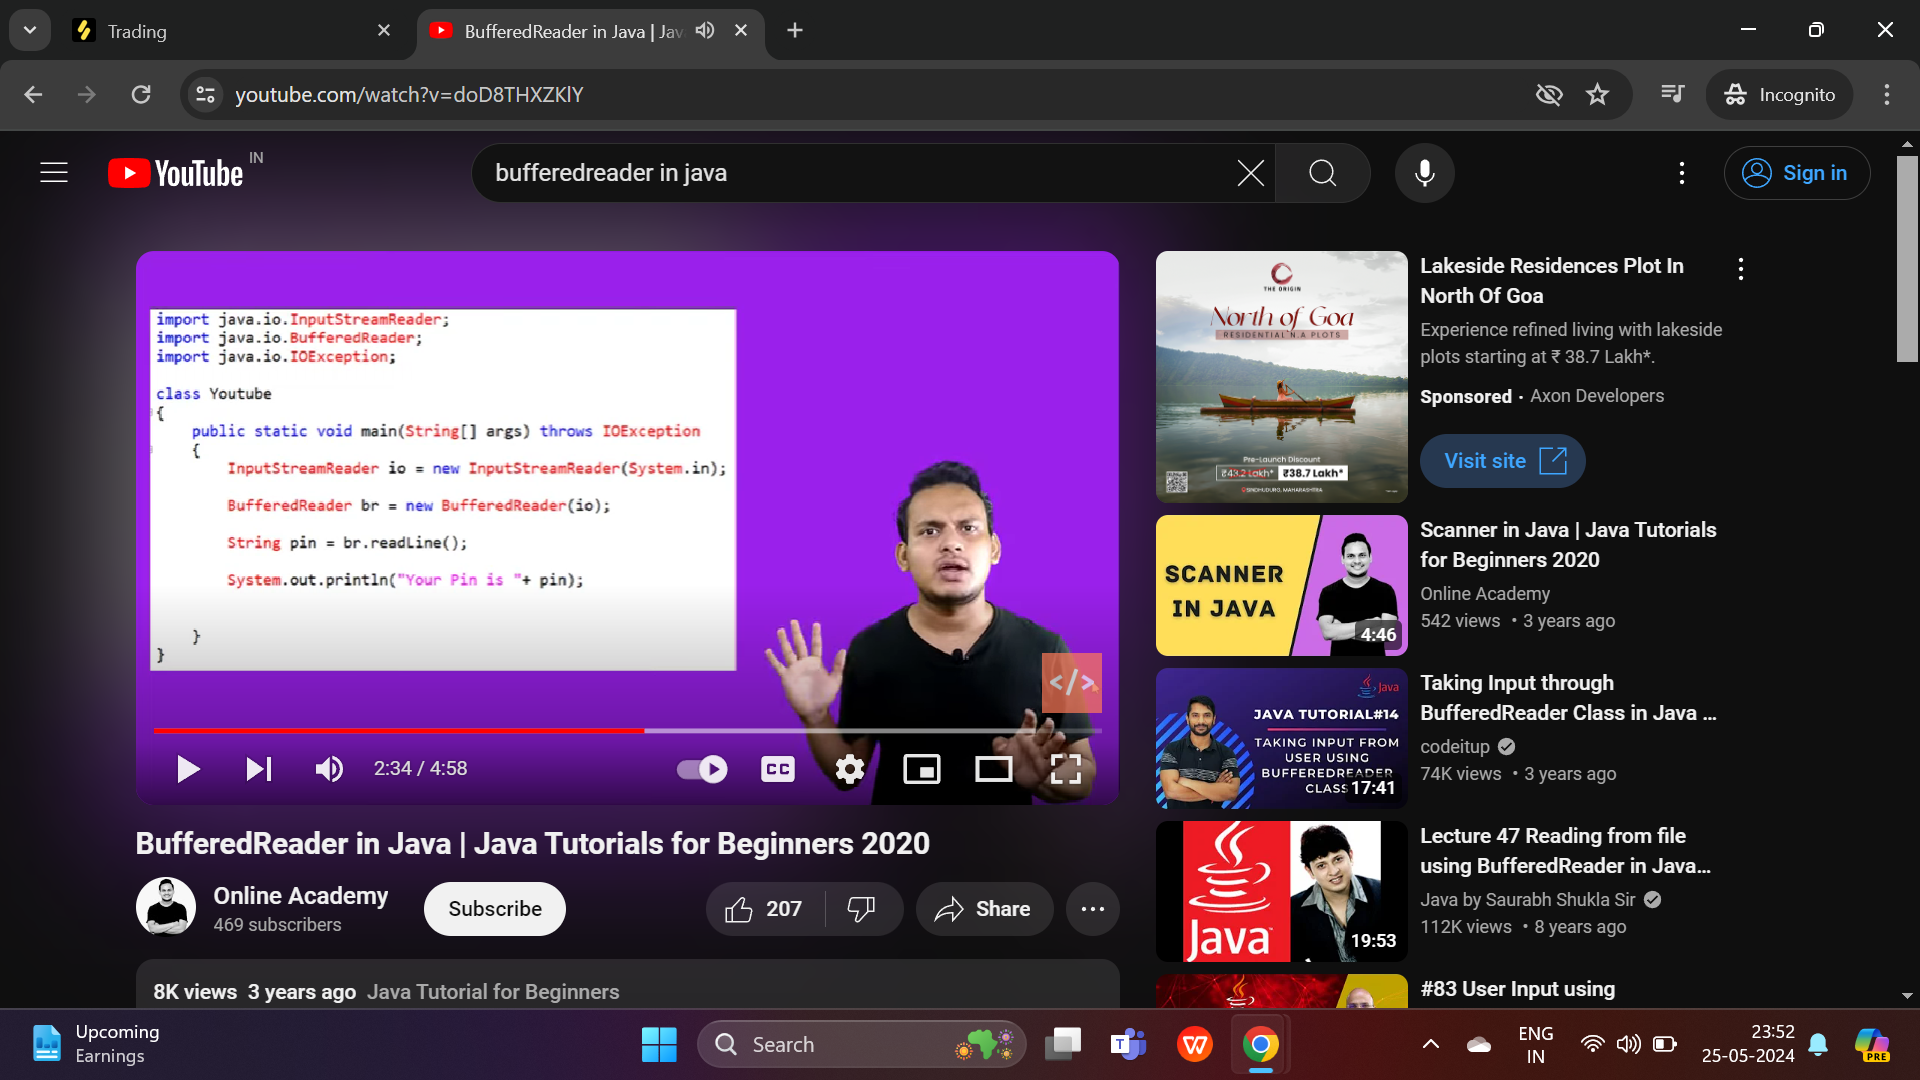 Trading
BufferedReader in Java | Jav
youtube.com/watch?v=doD8THXZKlY
Incognito
YouTube IN
bufferedreader in java
Sign in
import java.io.InputStreamReader;
import java.io.BufferedReader;
import java.io.IOException;
class Youtube
{
public static void main(String[] args) throws IOException
{
InputStreamReader io = new InputStreamReader(System.in);
BufferedReader br = new BufferedReader(io);
String pin = br.readLine();
System.out.println("Your Pin is "+ pin);
}
}
</>
2:34 / 4:58
CC
BufferedReader in Java | Java Tutorials for Beginners 2020
Online Academy
469 subscribers
Subscribe
207
Share
8K views 3 years ago Java Tutorial for Beginners
THE ORIGIN
North of Goa
RESIDENTIAL N.A PLOTS
Pre-Launch Discount
₹43.2 Lakh* ₹38.7 Lakh*
SINDHUDURG, MAHARASHTRA
Lakeside Residences Plot In
North Of Goa
Experience refined living with lakeside
plots starting at ₹ 38.7 Lakh*.
Sponsored · Axon Developers
Visit site
SCANNER
IN JAVA
4:46
Scanner in Java | Java Tutorials
for Beginners 2020
Online Academy
542 views • 3 years ago
Java
JAVA TUTORIAL#14
TAKING INPUT FROM
USER USING
BUFFEREDREADER
CLASS
17:41
Taking Input through
BufferedReader Class in Java ...
codeitup
74K views • 3 years ago
Java
19:53
Lecture 47 Reading from file
using BufferedReader in Java...
Java by Saurabh Shukla Sir
112K views • 8 years ago
#83 User Input using
Upcoming
Earnings
Search
T
W
ENG
IN
23:52
25-05-2024
PRE